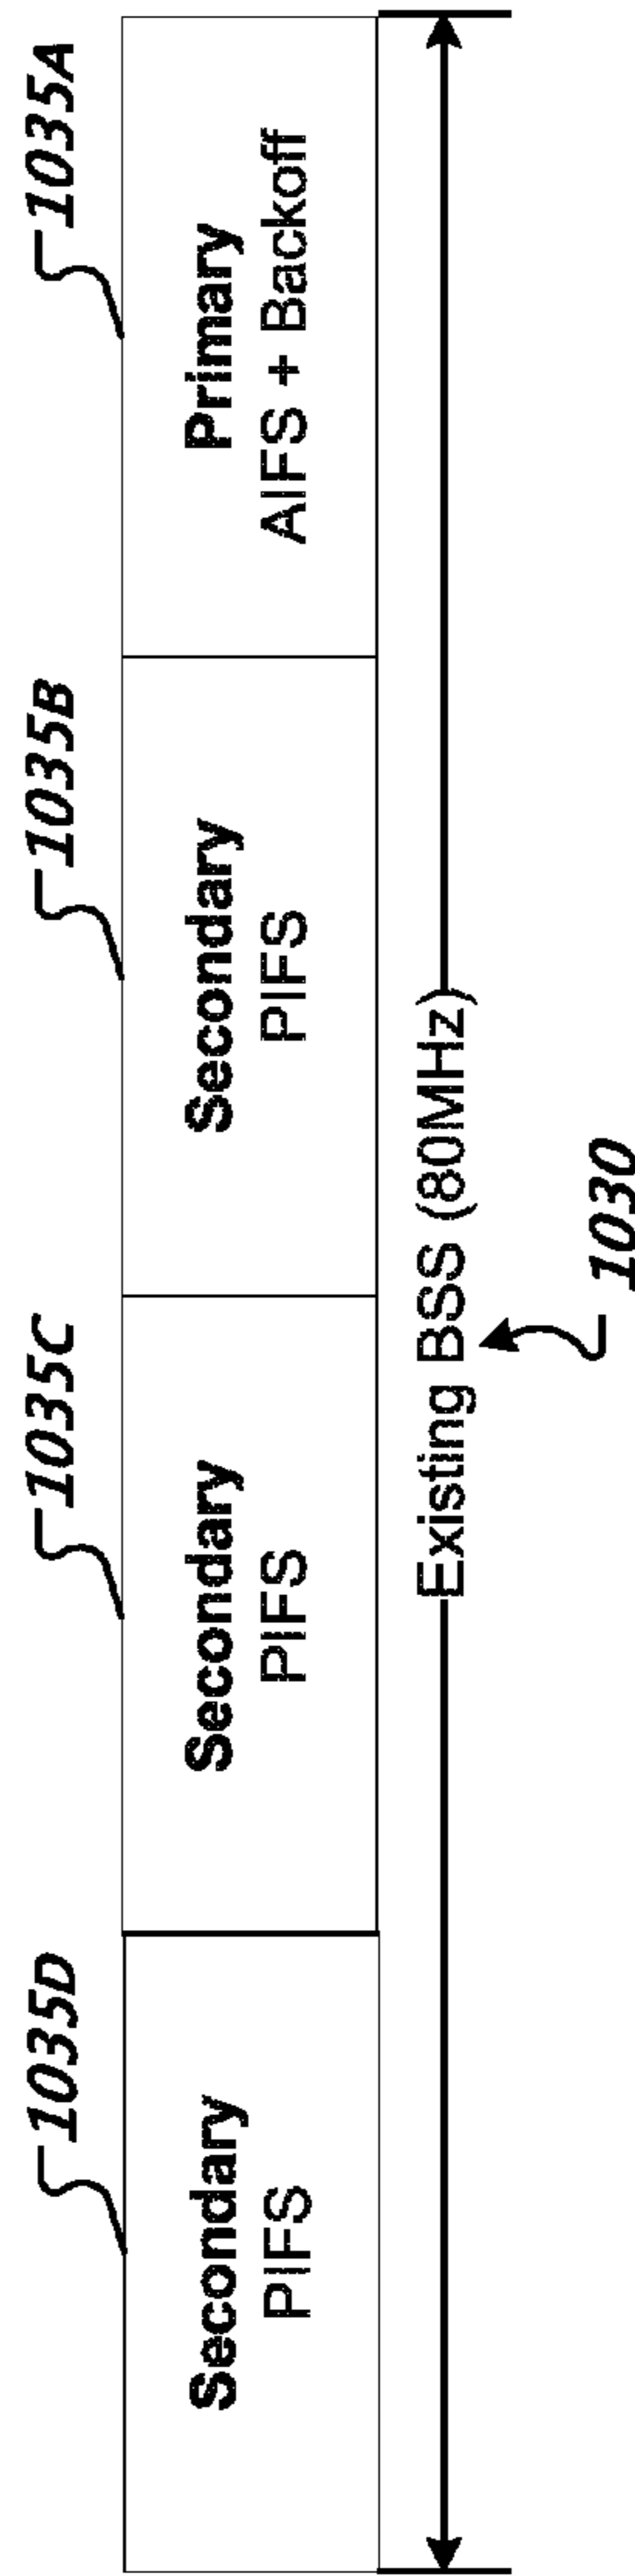 1035D
1035C
1035B
1035A
Secondary
PIFS
Secondary
PIFS
Secondary
PIFS
Primary
AIFS + Backoff
Existing BSS (80MHz)
1030